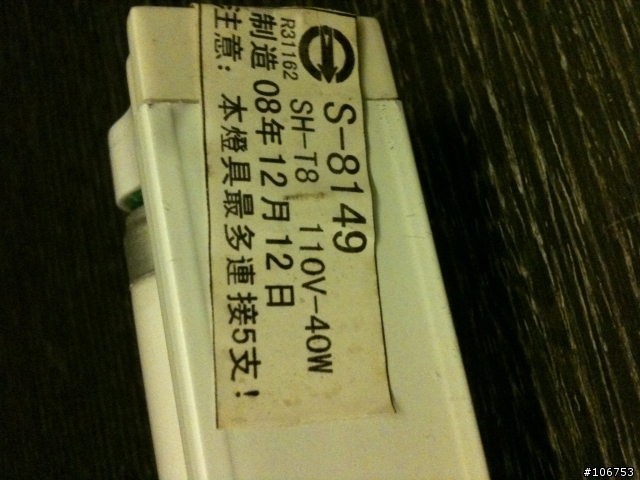 S-8149
R31162
SH-T8 110V-40W
製造 08年12月12日
注意: 本燈具最多連接5支!
#106753